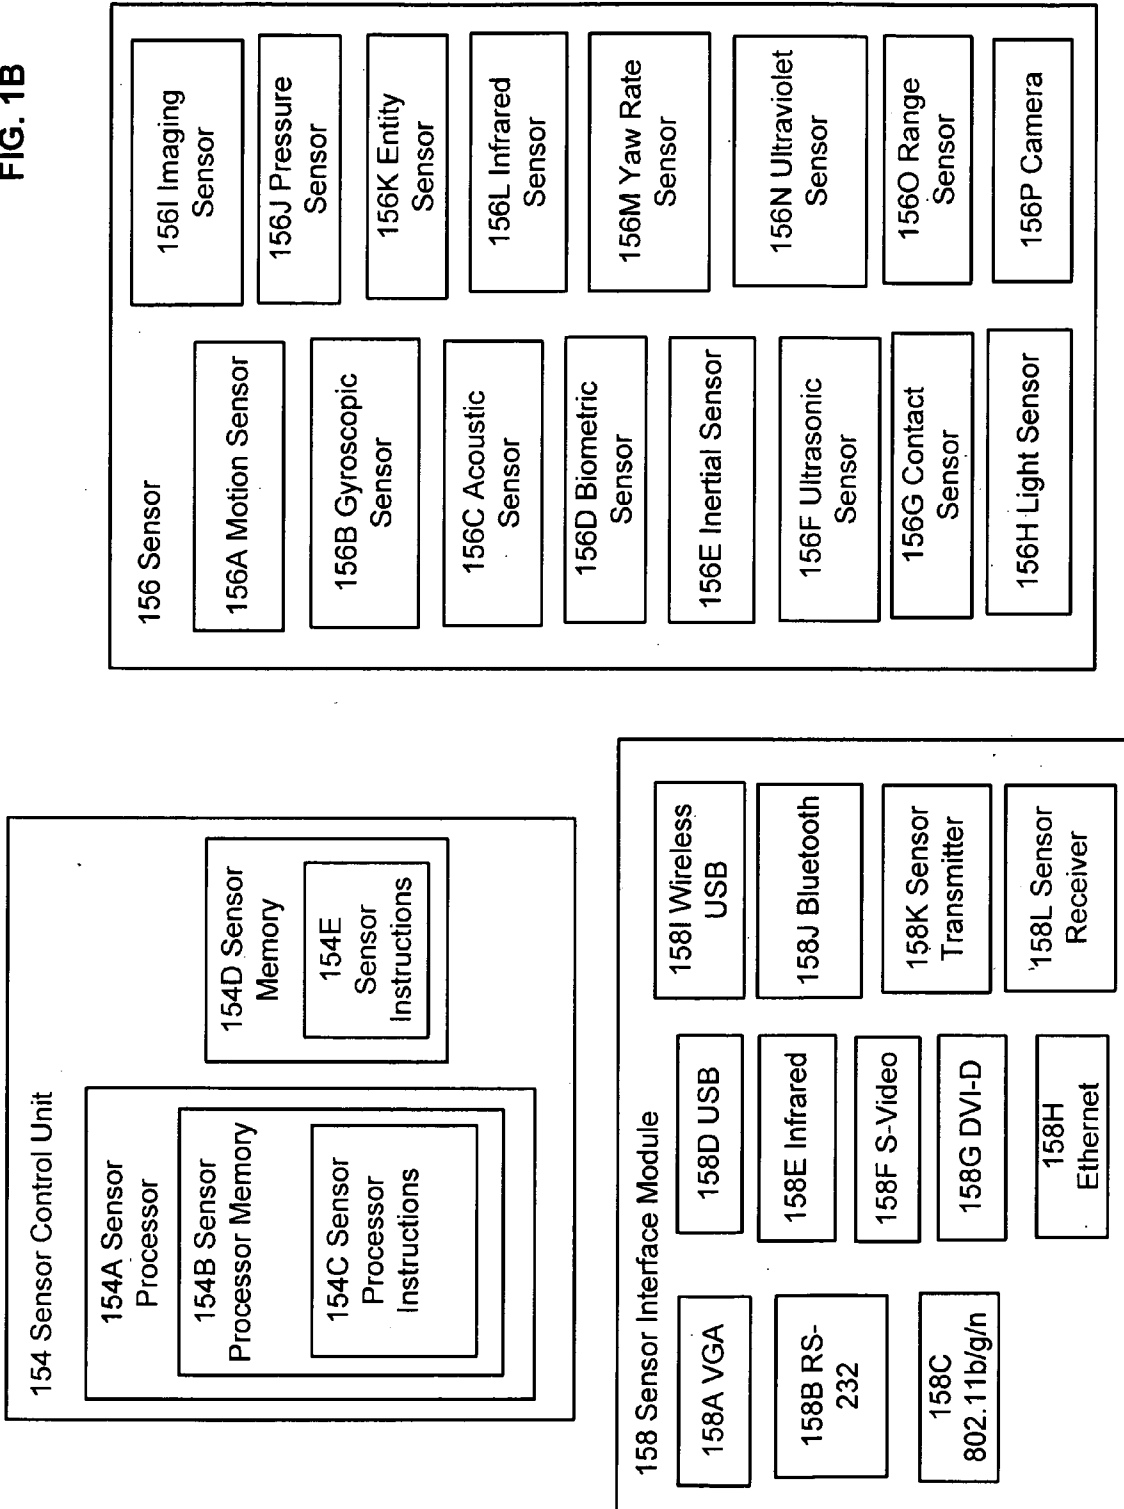 FIG. 1B
154 Sensor Control Unit
154A Sensor
Processor
154B Sensor
Processor Memory
154C Sensor
Processor
Instructions
154D Sensor
Memory
154E
Sensor
Instructions
156 Sensor
156A Motion Sensor
156B Gyroscopic
Sensor
156C Acoustic
Sensor
156D Biometric
Sensor
156E Inertial Sensor
156F Ultrasonic
Sensor
156G Contact
Sensor
156H Light Sensor
156I Imaging
Sensor
156J Pressure
Sensor
156K Entity
Sensor
156L Infrared
Sensor
156M Yaw Rate
Sensor
156N Ultraviolet
Sensor
156O Range
Sensor
156P Camera
158 Sensor Interface Module
158A VGA
158B RS-
232
158C
802.11b/g/n
158D USB
158E Infrared
158F S-Video
158G DVI-D
158H
Ethernet
158I Wireless
USB
158J Bluetooth
158K Sensor
Transmitter
158L Sensor
Receiver